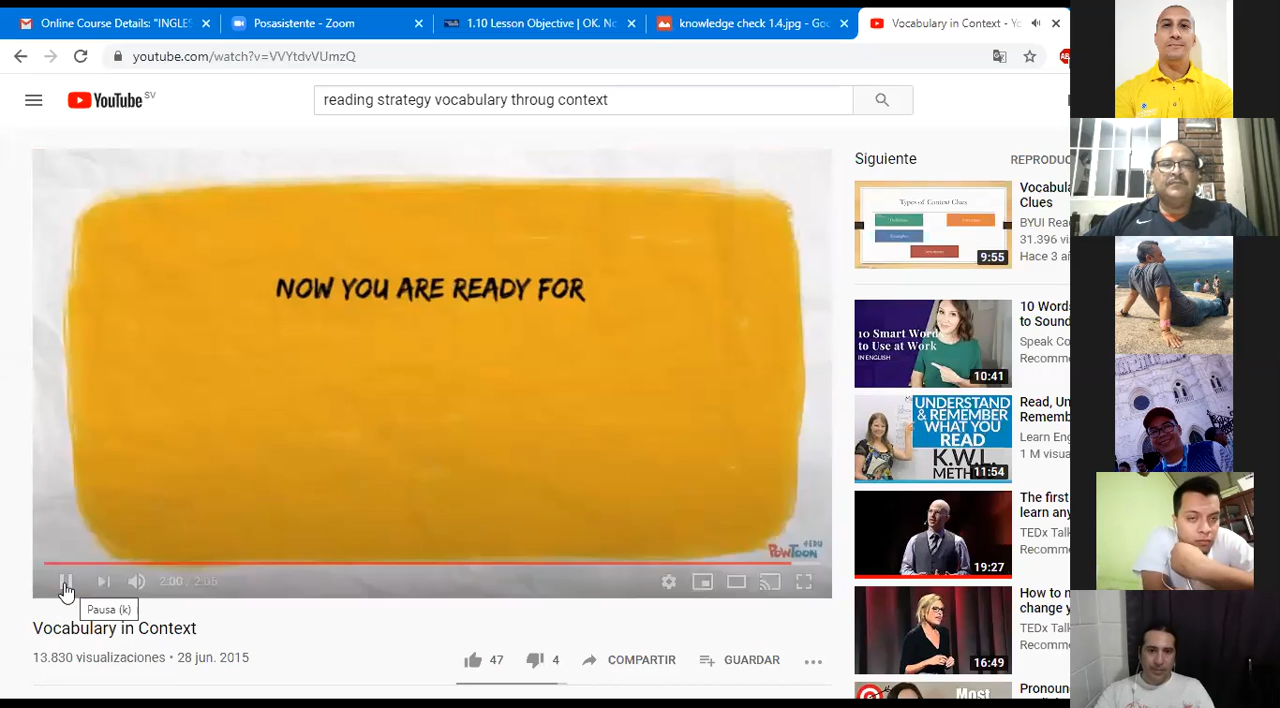 Online Course Details: "INGLES
Posasistente - Zoom
1.10 Lesson Objective | OK. No
knowledge check 1.4.jpg - Goo
Vocabulary in Context - Yo
youtube.com/watch?v=VVYtdvVUmzQ
YouTube SV
reading strategy vocabulary throug context
NOW YOU ARE READY FOR
POWTOON
EDU
2:00 / 2:05
Pausa (k)
Vocabulary in Context
13.830 visualizaciones • 28 jun. 2015
47
4
COMPARTIR
GUARDAR
Siguiente
REPRODU
Types of Context Clues
9:55
Vocabula
Clues
BYUI Rea
31.396 vi
Hace 3 a
10 Smart Words
to Use at Work
IN ENGLISH
10:41
10 Words
to Sound
Speak Co
Recomme
UNDERSTAND
& REMEMBER
WHAT YOU
READ
K.W.L.
METH
11:54
Read, Un
Rememb
Learn Eng
1 M visua
19:27
The first
learn any
TEDx Talk
Recomme
16:49
How to n
change y
TEDx Talk
Recomme
Most
Pronoun